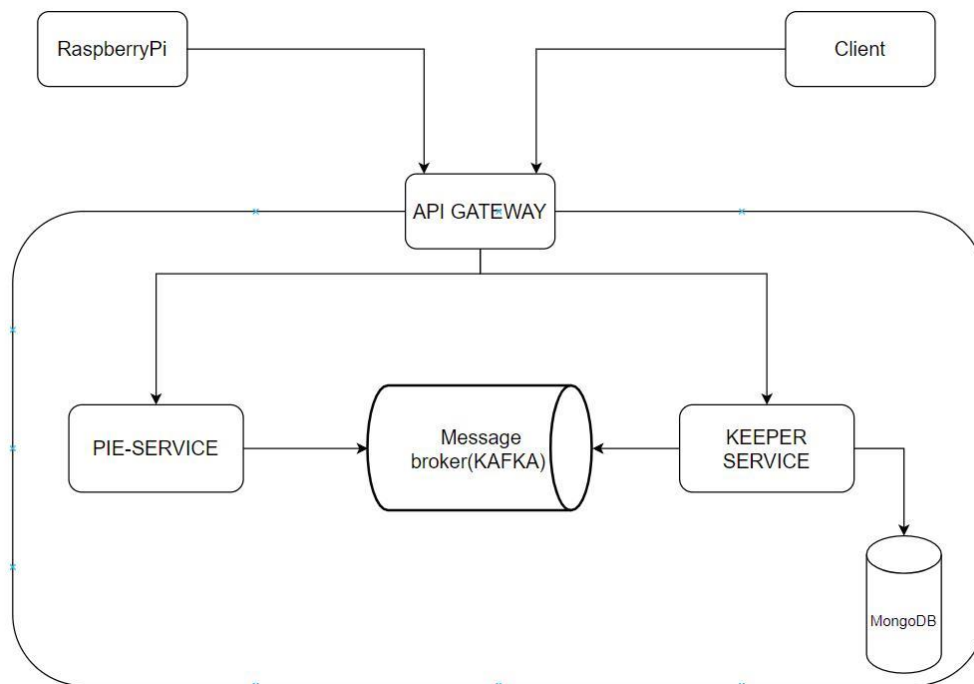 RaspberryPi
Client
API GATEWAY
PIE-SERVICE
Message
broker(KAFKA)
KEEPER
SERVICE
MongoDB